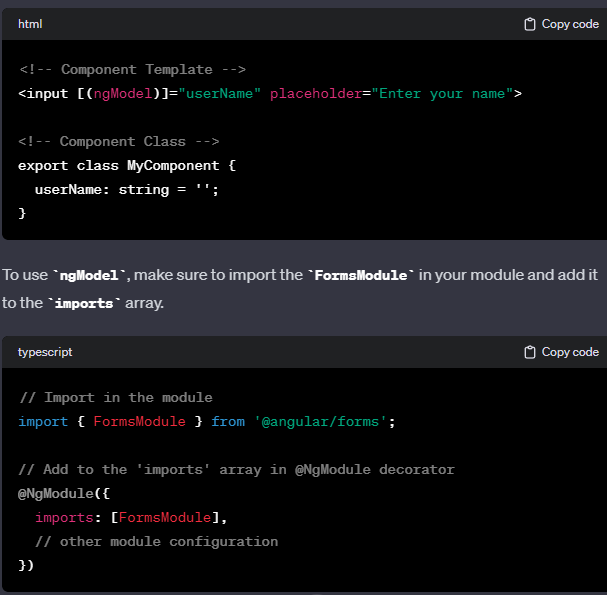 html
Copy code
<!-- Component Template -->
<input [(ngModel)]="userName" placeholder="Enter your name">
<!-- Component Class -->
export class MyComponent {
userName: string = '';
}
To use `ngModel`, make sure to import the `FormsModule` in your module and add it
to the `imports` array.
typescript
Copy code
// Import in the module
import { FormsModule } from '@angular/forms';
// Add to the 'imports' array in @NgModule decorator
@NgModule({
imports: [FormsModule],
// other module configuration
})